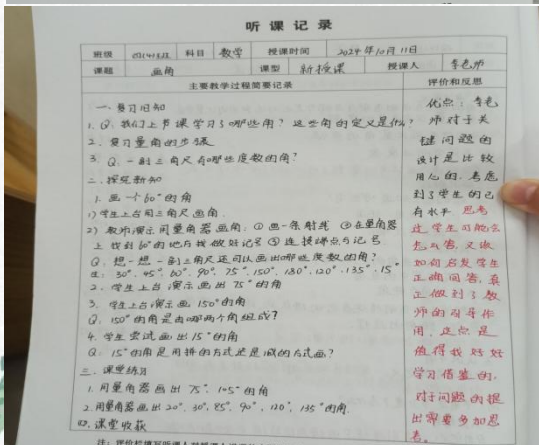 听课记录
班级 科目 数学 授课时间 2024年10月11日
课题 画角 课型 新授课 授课人 李老师
主要教学过程简要记录 评价和反思
一、复习旧知
1. Q: 我们上节课学习了哪些角？这些角的定义是什么？
2. 复习量角的步骤
3. Q: 一副三角尺有哪些度数的角？
二、探究新知
1. 画一个60°的角
1) 学生上台用三角尺画角.
2) 教师演示用量角器画角: ①画一条射线 ②在量角器
上找到60°的地方做好记号 ③连接端点与记号
Q: 想一想一副三角尺还可以画出哪些度数的角?
生: 30°、45°、60°、90°、75°、150°、180°、120°、135°、15°
2. 学生上台演示画出75°的角
3. 学生上台演示画150°的角
Q: 150°的角是由哪两个角组成?
4. 学生尝试画出15°的角
Q: 15°的角是用拼的方式还是减的方式画?
三、课堂练习
1. 用量角器画出75°、105°的角
2. 用量角器画出20°、30°、85°、90°、120°、135°的角.
四、课堂收获
优点: 李老
师对于关
键问题的
设计是比较
用心的, 考虑
到了学生的已
有水平. 思考
过学生可能会
怎么答, 又该
如何启发学生
正确回答, 真
正做到了教
师的引导作
用, 这点是
值得我好好
学习借鉴的,
对于问题的提
出需要多加思
考.